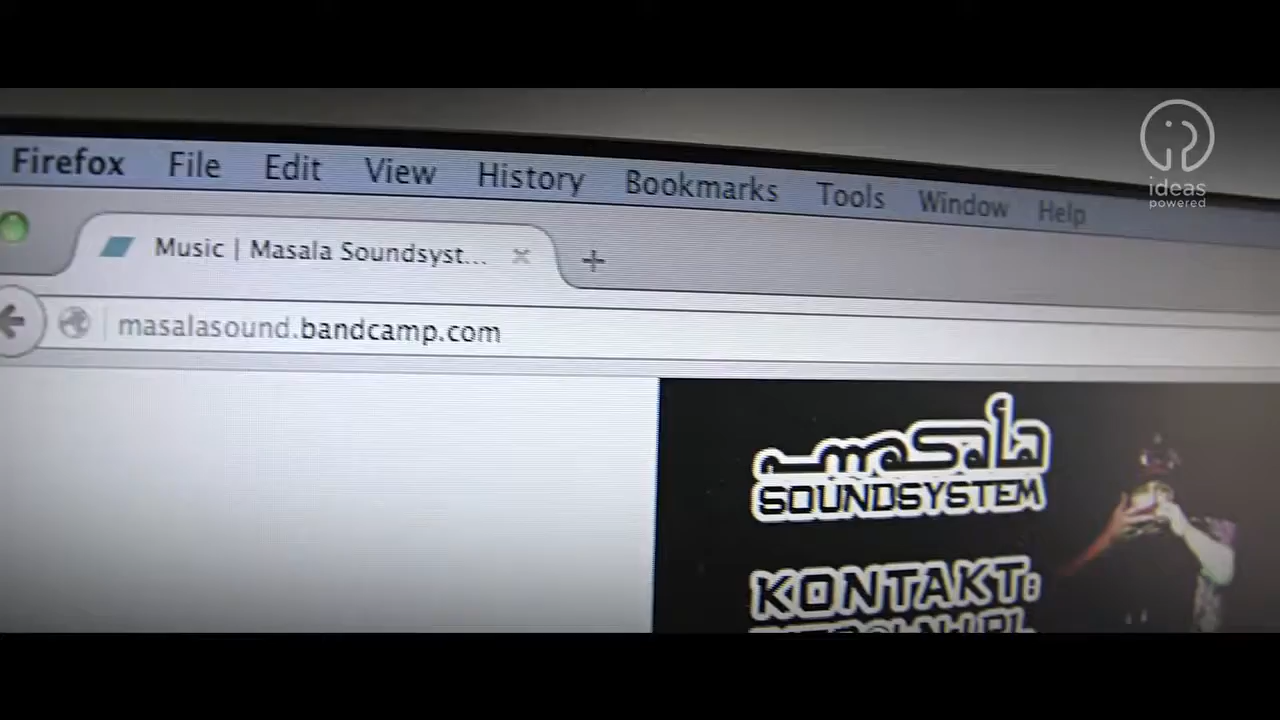 Firefox File Edit View History Bookmarks Tools Window Help
Music | Masala Soundsyst...
masalasound.bandcamp.com
masala
SOUNDSYSTEM
KONTAKT:
ideas
powered